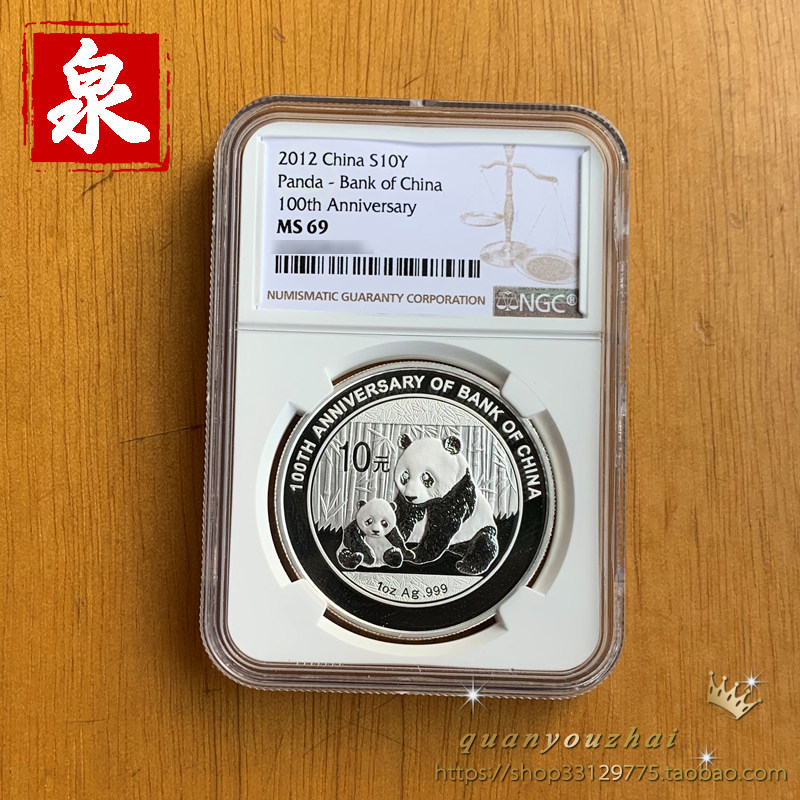 泉
2012 China S10Y
Panda - Bank of China
100th Anniversary
MS 69
NUMISMATIC GUARANTY CORPORATION
NGC®
100TH ANNIVERSARY OF BANK OF CHINA
10元
1oz Ag .999
quanyouzhai
https://shop33129775.taobao.com